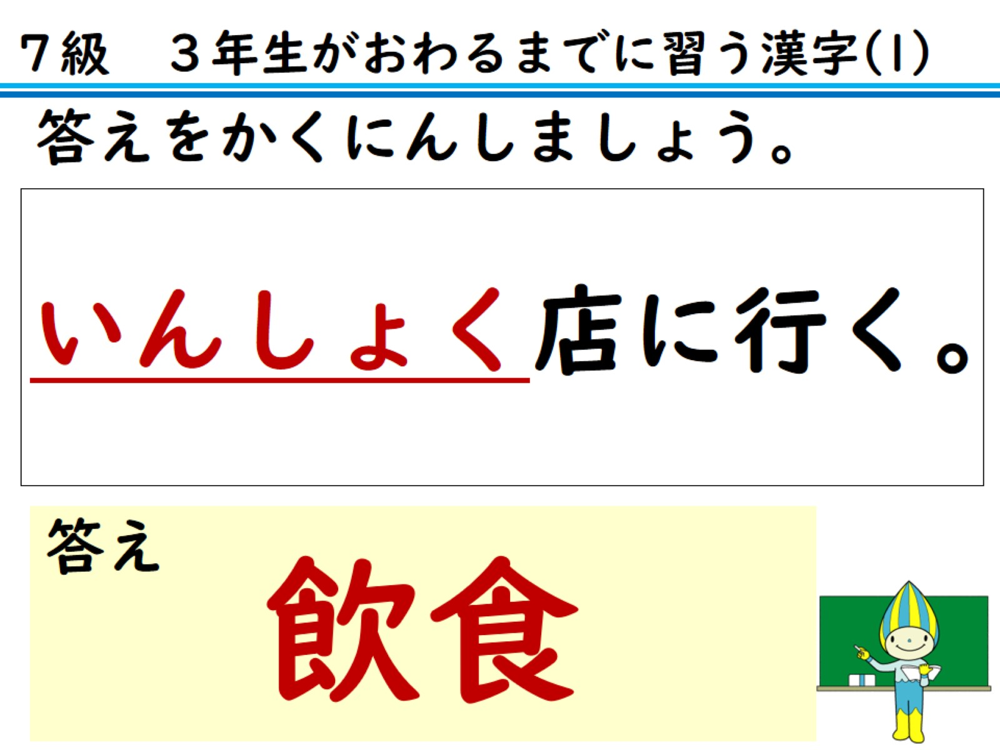 ７級　３年生がおわるまでに習う漢字(1)
答えをかくにんしましょう。
いんしょく店に行く。
答え
飲食